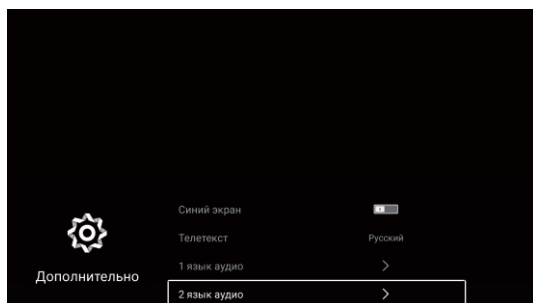 Синий экран
Телетекст Русский
1 язык аудио
Дополнительно
2 язык аудио